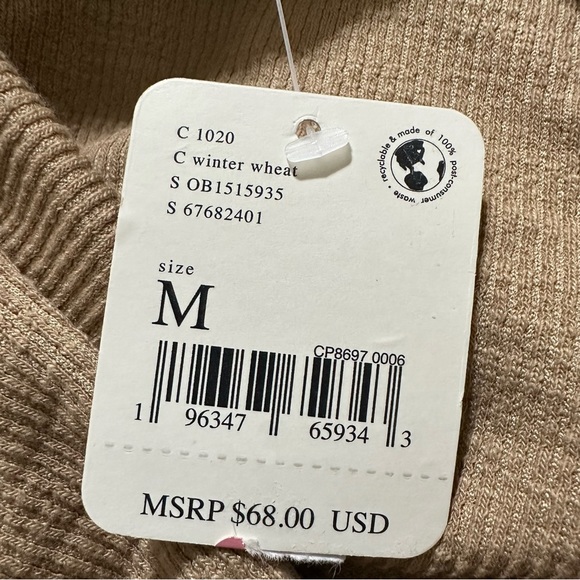 C 1020
C winter wheat
S OB1515935
S 67682401
recyclable & made of 100% post-consumer waste •
size
M
CP8697 0006
1 96347 65934 3
MSRP $68.00 USD